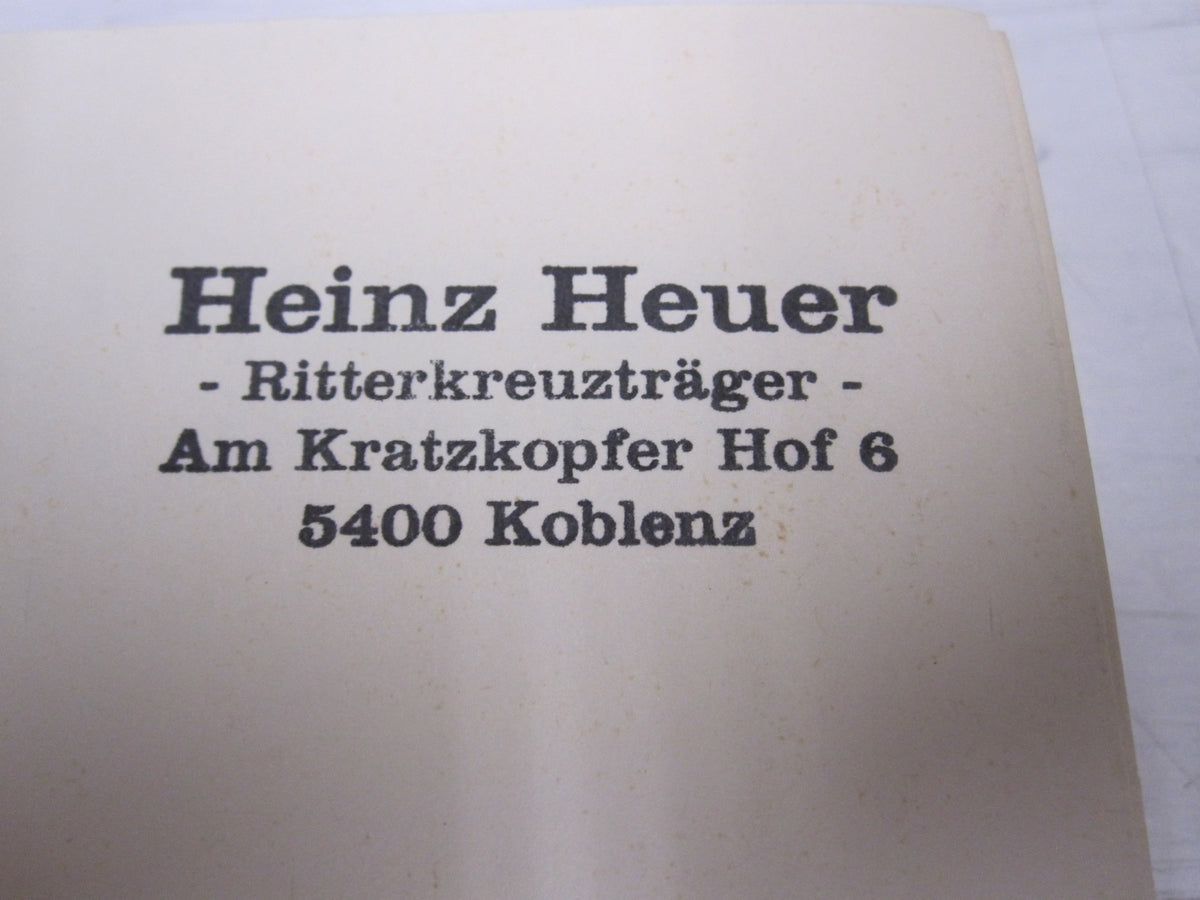 Heinz Heuer
- Ritterkreuzträger -
Am Kratzkopfer Hof 6
5400 Koblenz